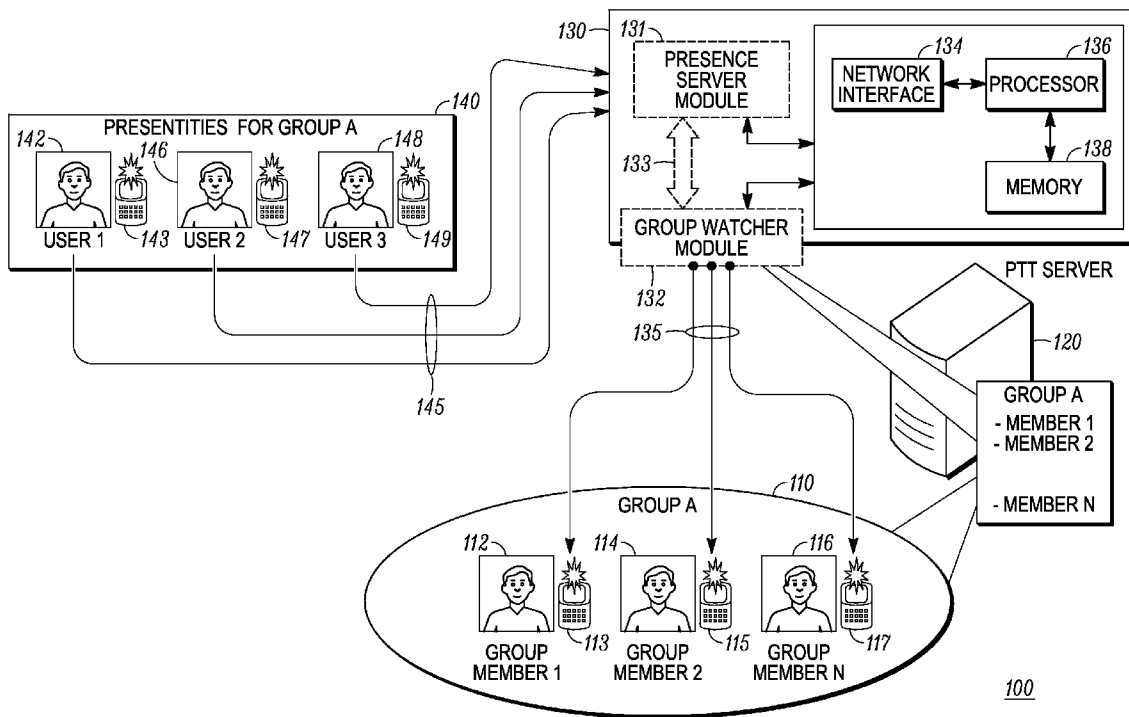 130
131
PRESENCE
SERVER
MODULE
134
NETWORK
INTERFACE
136
PROCESSOR
138
MEMORY
133
GROUP WATCHER
MODULE
132
135
140
PRESENTITIES FOR GROUP A
142
146
148
143
147
149
USER 1
USER 2
USER 3
145
PTT SERVER
120
GROUP A
- MEMBER 1
- MEMBER 2
- MEMBER N
110
GROUP A
112
114
116
113
115
117
GROUP
MEMBER 1
GROUP
MEMBER 2
GROUP
MEMBER N
100